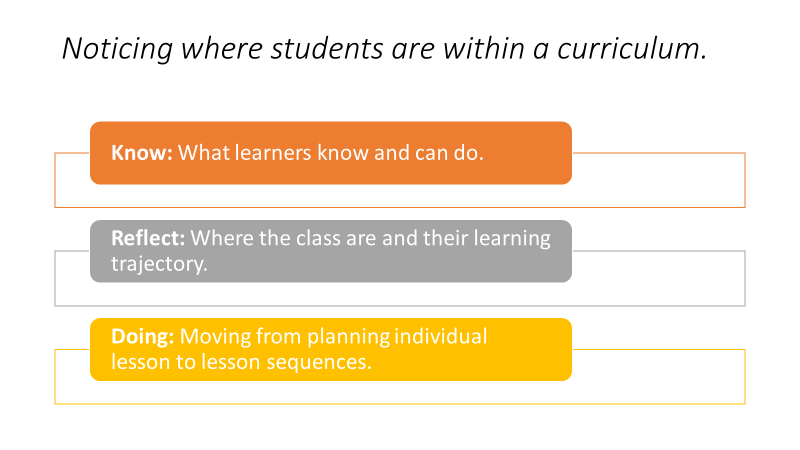 Noticing where students are within a curriculum.
Know: What learners know and can do.
Reflect: Where the class are and their learning
trajectory.
Doing: Moving from planning individual
lesson to lesson sequences.